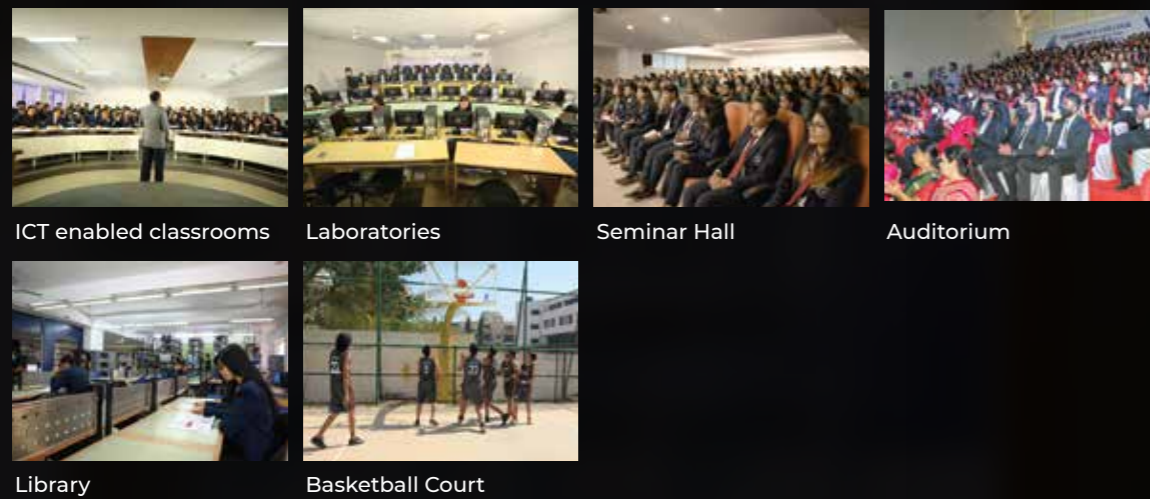 ICT enabled classrooms
Laboratories
Seminar Hall
Auditorium
Library
Basketball Court